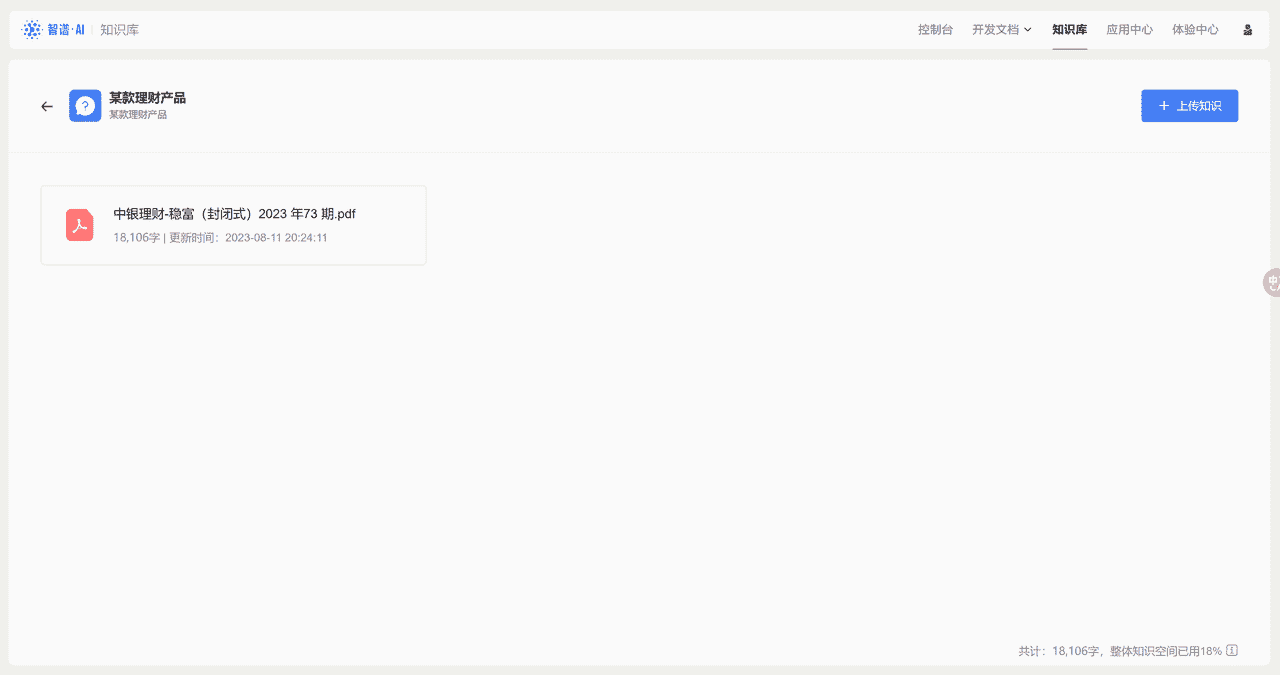 智谱·AI | 知识库
控制台 开发文档 知识库 应用中心 体验中心
某款理财产品
某款理财产品
+ 上传知识
中银理财-稳富（封闭式）2023 年73 期.pdf
18,106字 | 更新时间：2023-08-11 20:24:11
共计：18,106字，整体知识空间已用18%